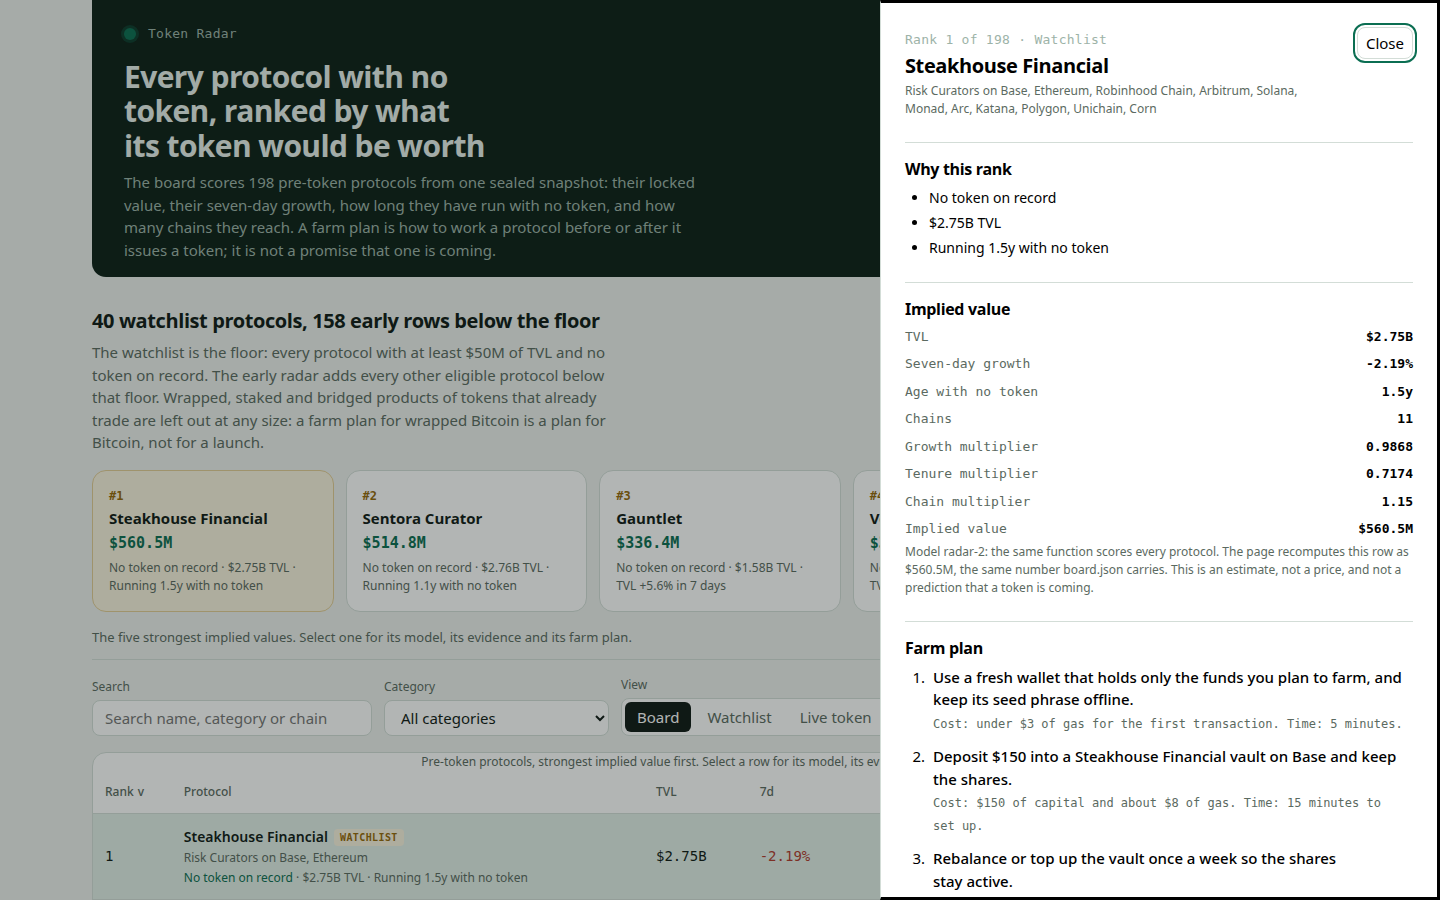 Token Radar
Every protocol with no
token, ranked by what
its token would be worth
The board scores 198 pre-token protocols from one sealed snapshot: their locked
value, their seven-day growth, how long they have run with no token, and how
many chains they reach. A farm plan is how to work a protocol before or after it
issues a token; it is not a promise that one is coming.
40 watchlist protocols, 158 early rows below the floor
The watchlist is the floor: every protocol with at least $50M of TVL and no
token on record. The early radar adds every other eligible protocol below
that floor. Wrapped, staked and bridged products of tokens that already
trade are left out at any size: a farm plan for wrapped Bitcoin is a plan for
Bitcoin, not for a launch.
#1
Steakhouse Financial
$560.5M
No token on record · $2.75B TVL ·
Running 1.5y with no token
#2
Sentora Curator
$514.8M
No token on record · $2.76B TVL ·
Running 1.1y with no token
#3
Gauntlet
$336.4M
No token on record · $1.58B TVL ·
TVL +5.6% in 7 days
The five strongest implied values. Select one for its model, its evidence and its farm plan.
Search
Search name, category or chain
Category
All categories
View
Board
Watchlist
Live token
Pre-token protocols, strongest implied value first. Select a row for its model, its ev
Rank v
Protocol
TVL
7d
1
Steakhouse Financial WATCHLIST
Risk Curators on Base, Ethereum
No token on record · $2.75B TVL · Running 1.5y with no token
$2.75B
-2.19%
Rank 1 of 198 · Watchlist
Close
Steakhouse Financial
Risk Curators on Base, Ethereum, Robinhood Chain, Arbitrum, Solana,
Monad, Arc, Katana, Polygon, Unichain, Corn
Why this rank
No token on record
$2.75B TVL
Running 1.5y with no token
Implied value
TVL $2.75B
Seven-day growth -2.19%
Age with no token 1.5y
Chains 11
Growth multiplier 0.9868
Tenure multiplier 0.7174
Chain multiplier 1.15
Implied value $560.5M
Model radar-2: the same function scores every protocol. The page recomputes this row as
$560.5M, the same number board.json carries. This is an estimate, not a price, and not a
prediction that a token is coming.
Farm plan
1. Use a fresh wallet that holds only the funds you plan to farm, and
keep its seed phrase offline.
Cost: under $3 of gas for the first transaction. Time: 5 minutes.
2. Deposit $150 into a Steakhouse Financial vault on Base and keep
the shares.
Cost: $150 of capital and about $8 of gas. Time: 15 minutes to
set up.
3. Rebalance or top up the vault once a week so the shares
stay active.